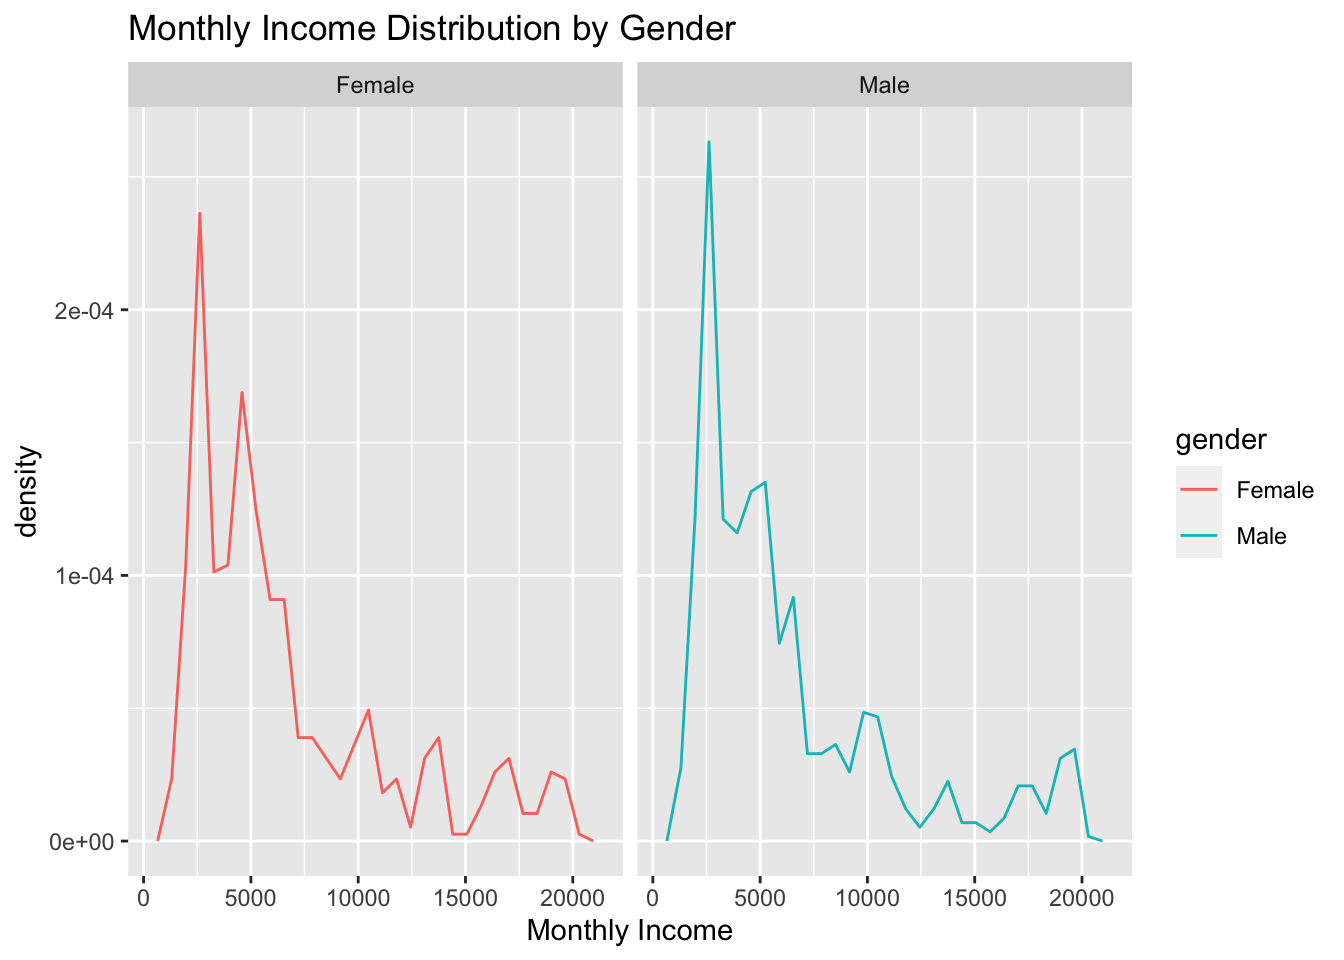 Monthly Income Distribution by Gender
Female
Male
density
2e-04
1e-04
0e+00
0 5000 10000 15000 20000
0 5000 10000 15000 20000
Monthly Income
gender
Female
Male